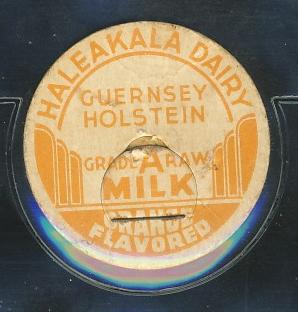 HALEAKALA DAIRY
GUERNSEY
HOLSTEIN
GRADE A RAW
MILK
ORANGE
FLAVORED